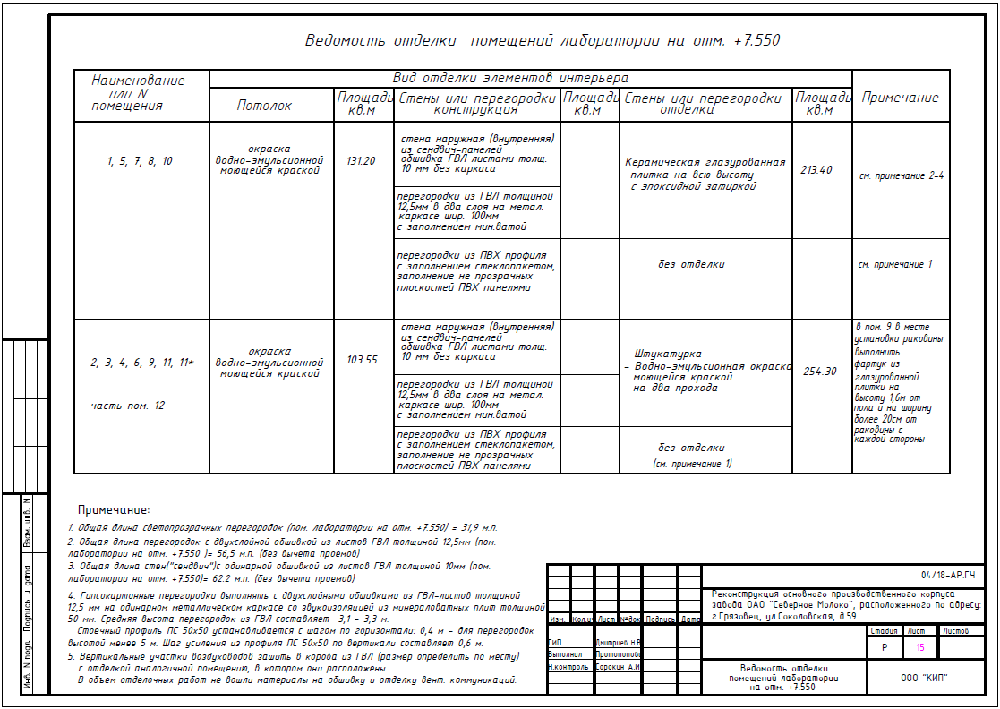 Ведомость отделки помещений лаборатории на отм. +7.550
Наименование
или N
помещения
Вид отделки элементов интерьера
Потолок
Площадь
кв.м
Стены или перегородки
конструкция
Площадь
кв.м
Стены или перегородки
отделка
Площадь
кв.м
Примечание
1, 5, 7, 8, 10
окраска
водно-эмульсионной
моющейся краской
131.20
стена наружная (внутренняя)
из сендвич-панелей
обшивка ГВЛ листами толщ.
10 мм без каркаса
перегородки из ГВЛ толщиной
12,5мм в два слоя на метал.
каркасе шир. 100мм
с заполнением мин.ватой
Керамическая глазурованная
плитка на всю высоту
с эпоксидной затиркой
213.40
см. примечание 2-4
перегородки из ПВХ профиля
с заполнением стеклопакетом,
заполнение не прозрачных
плоскостей ПВХ панелями
без отделки
см. примечание 1
2, 3, 4, 6, 9, 11, 11*
часть пом. 12
окраска
водно-эмульсионной
моющейся краской
103.55
стена наружная (внутренняя)
из сендвич-панелей
обшивка ГВЛ листами толщ.
10 мм без каркаса
перегородки из ГВЛ толщиной
12,5мм в два слоя на метал.
каркасе шир. 100мм
с заполнением мин.ватой
перегородки из ПВХ профиля
с заполнением стеклопакетом,
заполнение не прозрачных
плоскостей ПВХ панелями
- Штукатурка
- Водно-эмульсионная окраска
моющейся краской
на два прохода
без отделки
(см. примечание 1)
254.30
в пом. 9 в месте
установки раковины
выполнить
фартук из
глазурованной
плитки на
высоту 1,6м от
пола и на ширину
более 20см от
раковины с
каждой стороны
Примечание:
1. Общая длина светопрозрачных перегородок (пом. лаборатории на отм. +7.550) = 31,9 м.п.
2. Общая длина перегородок с двухслойной обшивкой из листов ГВЛ толщиной 12,5мм (пом.
лаборатории на отм. +7.550 )= 56,5 м.п. (без вычета проемов)
3. Общая длина стен("сендвич")с одинарной обшивкой из листов ГВЛ толщиной 10мм (пом.
лаборатории на отм. +7.550)= 62.2 м.п. (без вычета проемов)
4. Гипсокартонные перегородки выполнять с двухслойными обшивками из ГВЛ-листов толщиной
12,5 мм на одинарном металлическом каркасе со звукоизоляцией из минераловатных плит толщиной
50 мм. Средняя высота перегородок из ГВЛ составляет 3,1 - 3,3 м.
Стоечный профиль ПС 50х50 устанавливается с шагом по горизонтали: 0,4 м - для перегородок
высотой менее 5 м. Шаг усиления из профиля ПС 50х50 по вертикали составляет 0,6 м.
5. Вертикальные участки воздуховодов зашить в короба из ГВЛ (размер определить по месту)
с отделкой аналогичной помещению, в котором они расположены.
В объем отделочных работ не вошли материалы на обшивку и отделку вент. коммуникаций.
Взам. инв. N
Подпись и дата
Инв. N подл.
04/18-АР.ГЧ
Реконструкция основного производственного корпуса
завода ОАО "Северное Молоко", расположенного по адресу:
г.Грязовец, ул.Соколовская, д.59
Изм. Кол.уч Лист №док Подпись Дата
Стадия Лист Листов
Р 15
ГИП Дмитриев Н.В
Выполнил Протопопова
Н.контроль Сорокин А.И
Ведомость отделки
помещений лаборатории
на отм. +7.550
ООО "КИП"